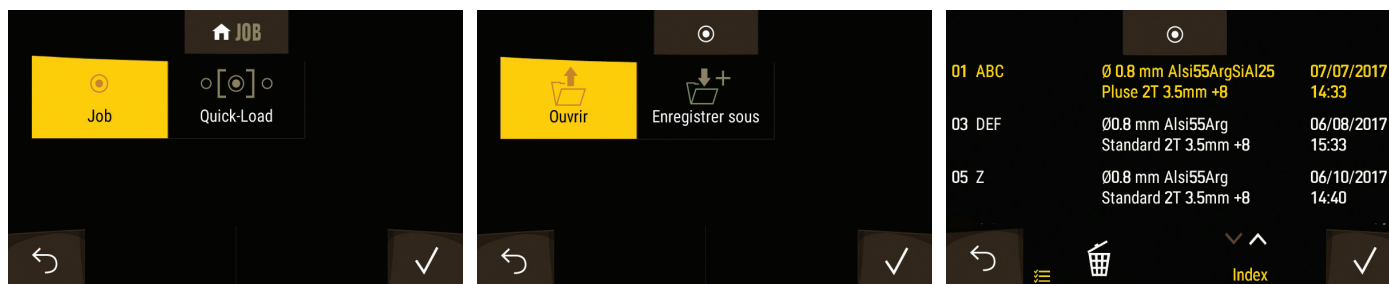 JOB
Job
Quick-Load
Ouvrir
Enregistrer sous
01 ABC Ø 0.8 mm Alsi55ArgSiAl25 07/07/2017
Pluse 2T 3.5mm +8 14:33
03 DEF Ø0.8 mm Alsi55Arg 06/08/2017
Standard 2T 3.5mm +8 15:33
05 Z Ø0.8 mm Alsi55Arg 06/10/2017
Standard 2T 3.5mm +8 14:40
Index